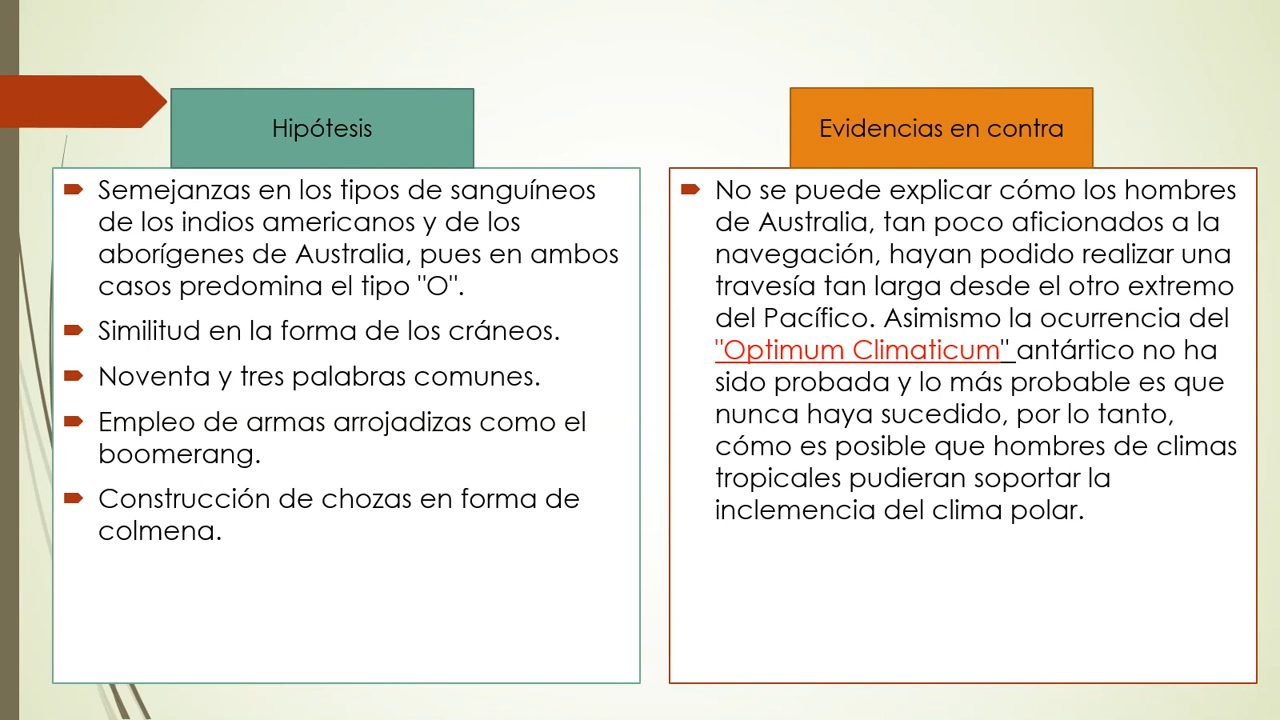 Hipótesis
Semejanzas en los tipos de sanguíneos
de los indios americanos y de los
aborígenes de Australia, pues en ambos
casos predomina el tipo "O".
Similitud en la forma de los cráneos.
Noventa y tres palabras comunes.
Empleo de armas arrojadizas como el
boomerang.
Construcción de chozas en forma de
colmena.
Evidencias en contra
No se puede explicar cómo los hombres
de Australia, tan poco aficionados a la
navegación, hayan podido realizar una
travesía tan larga desde el otro extremo
del Pacífico. Asimismo la ocurrencia del
"Optimum Climaticum" antártico no ha
sido probada y lo más probable es que
nunca haya sucedido, por lo tanto,
cómo es posible que hombres de climas
tropicales pudieran soportar la
inclemencia del clima polar.